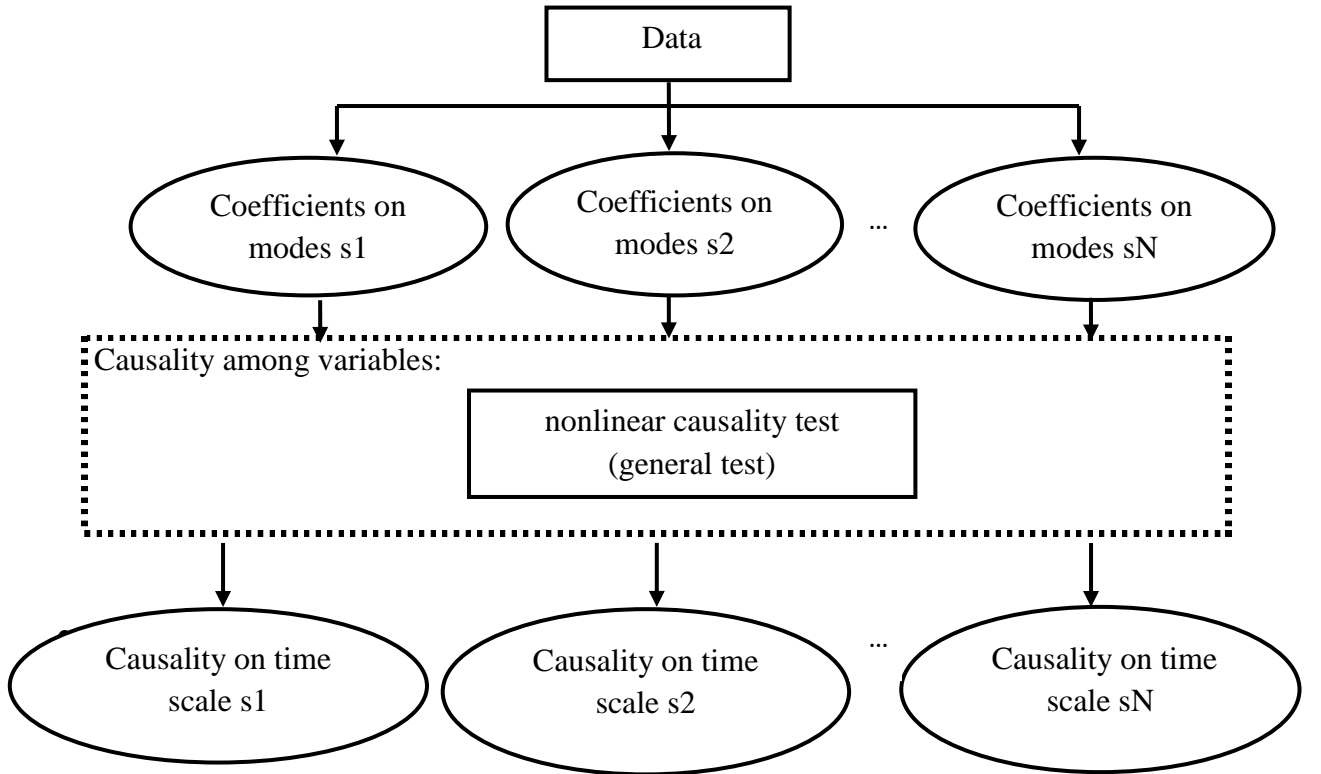 Data
Coefficients on
modes s1
Coefficients on
modes s2
...
Coefficients on
modes sN
Causality among variables:
nonlinear causality test
(general test)
Causality on time
scale s1
Causality on time
scale s2
...
Causality on time
scale sN